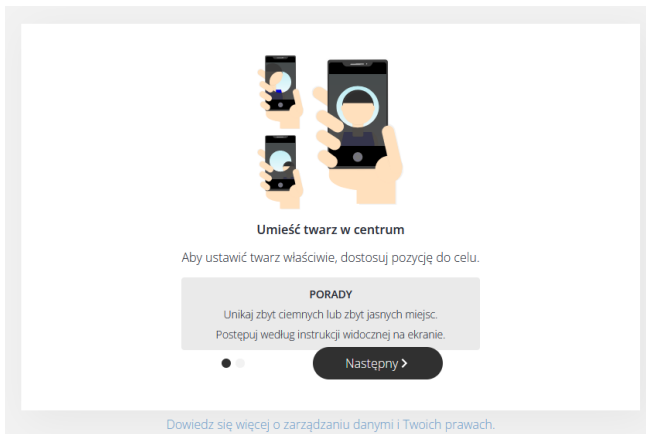 Umieść twarz w centrum
Aby ustawić twarz właściwie, dostosuj pozycję do celu.
PORADY
Unikaj zbyt ciemnych lub zbyt jasnych miejsc.
Postępuj według instrukcji widocznej na ekranie.
Następny
Dowiedz się więcej o zarządzaniu danymi i Twoich prawach.